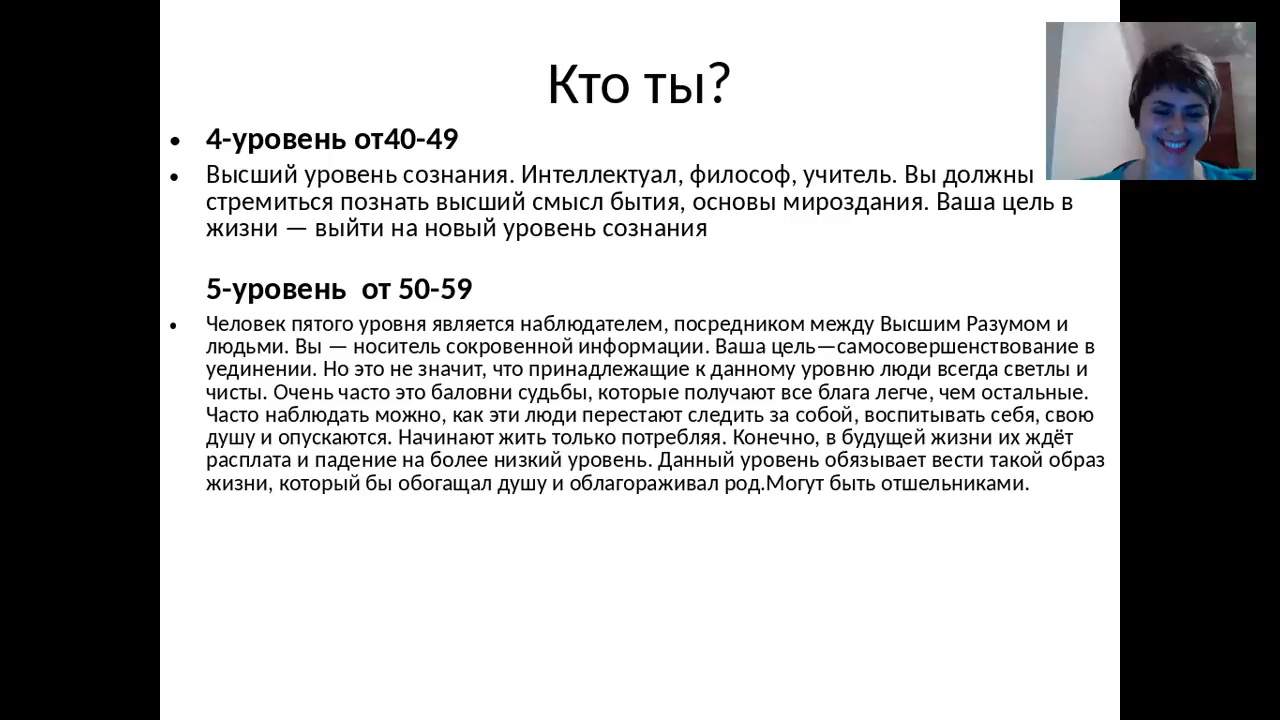 Кто ты?
• 4-уровень от40-49
• Высший уровень сознания. Интеллектуал, философ, учитель. Вы должны
стремиться познать высший смысл бытия, основы мироздания. Ваша цель в
жизни — выйти на новый уровень сознания
5-уровень  от 50-59
• Человек пятого уровня является наблюдателем, посредником между Высшим Разумом и
людьми. Вы — носитель сокровенной информации. Ваша цель—самосовершенствование в
уединении. Но это не значит, что принадлежащие к данному уровню люди всегда светлы и
чисты. Очень часто это баловни судьбы, которые получают все блага легче, чем остальные.
Часто наблюдать можно, как эти люди перестают следить за собой, воспитывать себя, свою
душу и опускаются. Начинают жить только потребляя. Конечно, в будущей жизни их ждёт
расплата и падение на более низкий уровень. Данный уровень обязывает вести такой образ
жизни, который бы обогащал душу и облагораживал род.Могут быть отшельниками.